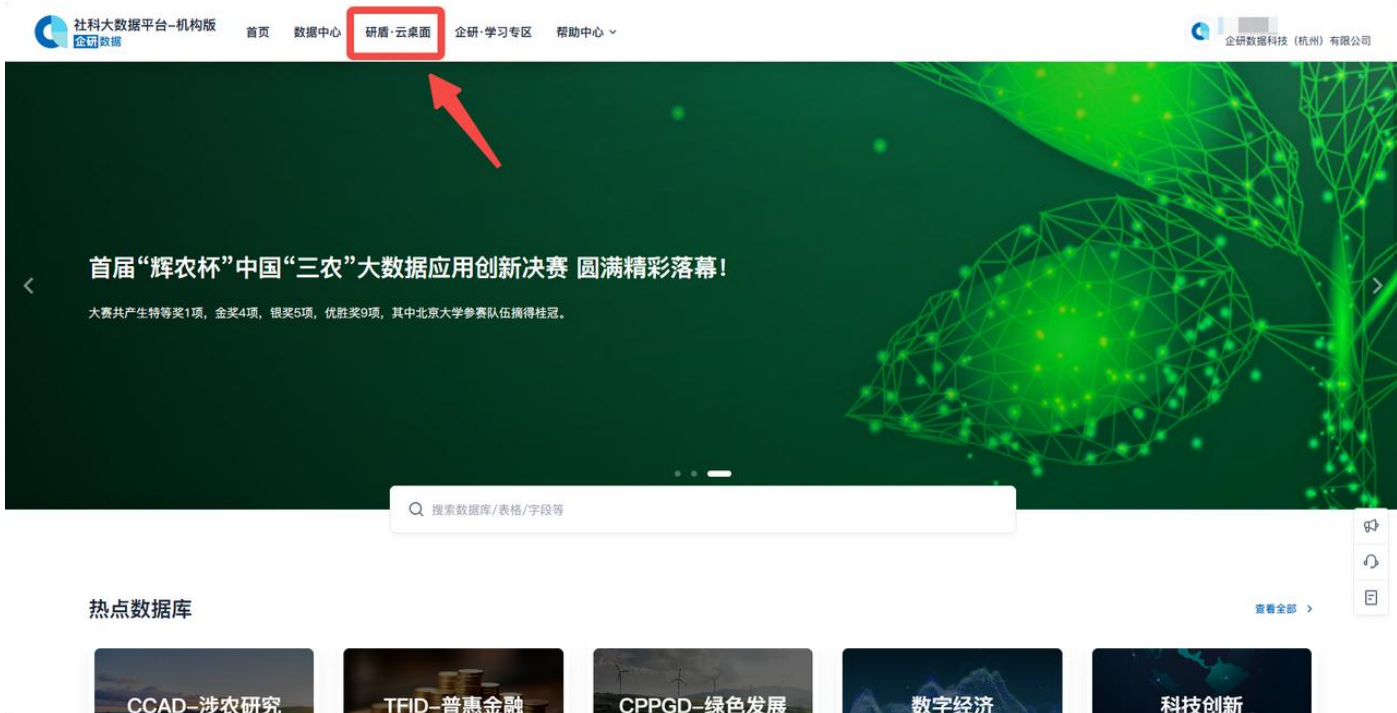 社科大数据平台-机构版
企研数据
首页 数据中心 研盾·云桌面 企研·学习专区 帮助中心
企研数据科技（杭州）有限公司
首届“辉农杯”中国“三农”大数据应用创新决赛 圆满精彩落幕！
大赛共产生特等奖1项，金奖4项，银奖5项，优胜奖9项，其中北京大学参赛队伍摘得桂冠。
搜索数据库/表格/字段等
热点数据库
查看全部
CCAD-涉农研究 TFID-普惠金融 CPPGD-绿色发展 数字经济 科技创新